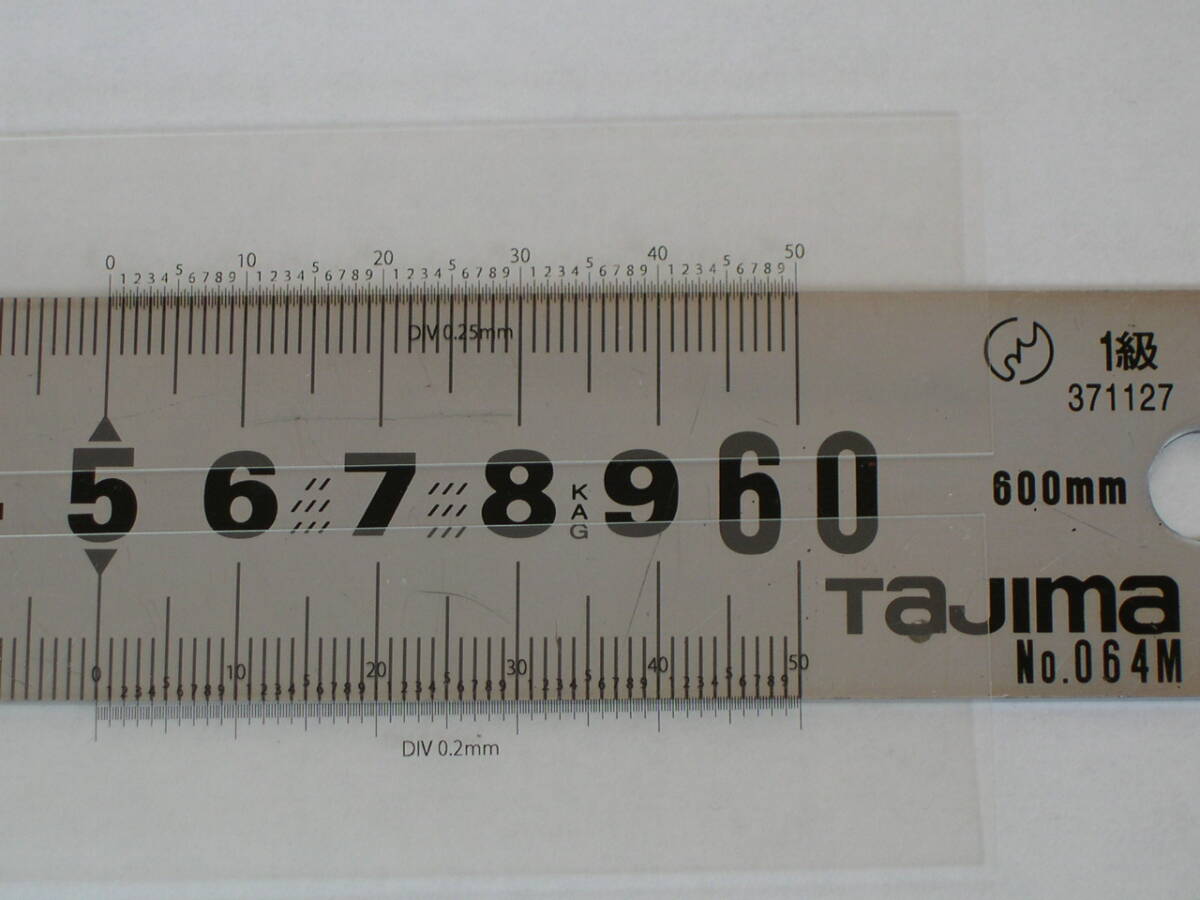 0 10 20 30 40 50
1 2 3 4 5 6 7 8 9 1 2 3 4 5 6 7 8 9 1 2 3 4 5 6 7 8 9 1 2 3 4 5 6 7 8 9 1 2 3 4 5 6 7 8 9
DIV 0.25mm
1級
371127
5 6 7 8 KAG 9 60
600mm
TAJIMA
No.064M
0 10 20 30 40 50
1 2 3 4 5 6 7 8 9 1 2 3 4 5 6 7 8 9 1 2 3 4 5 6 7 8 9 1 2 3 4 5 6 7 8 9 1 2 3 4 5 6 7 8 9
DIV 0.2mm